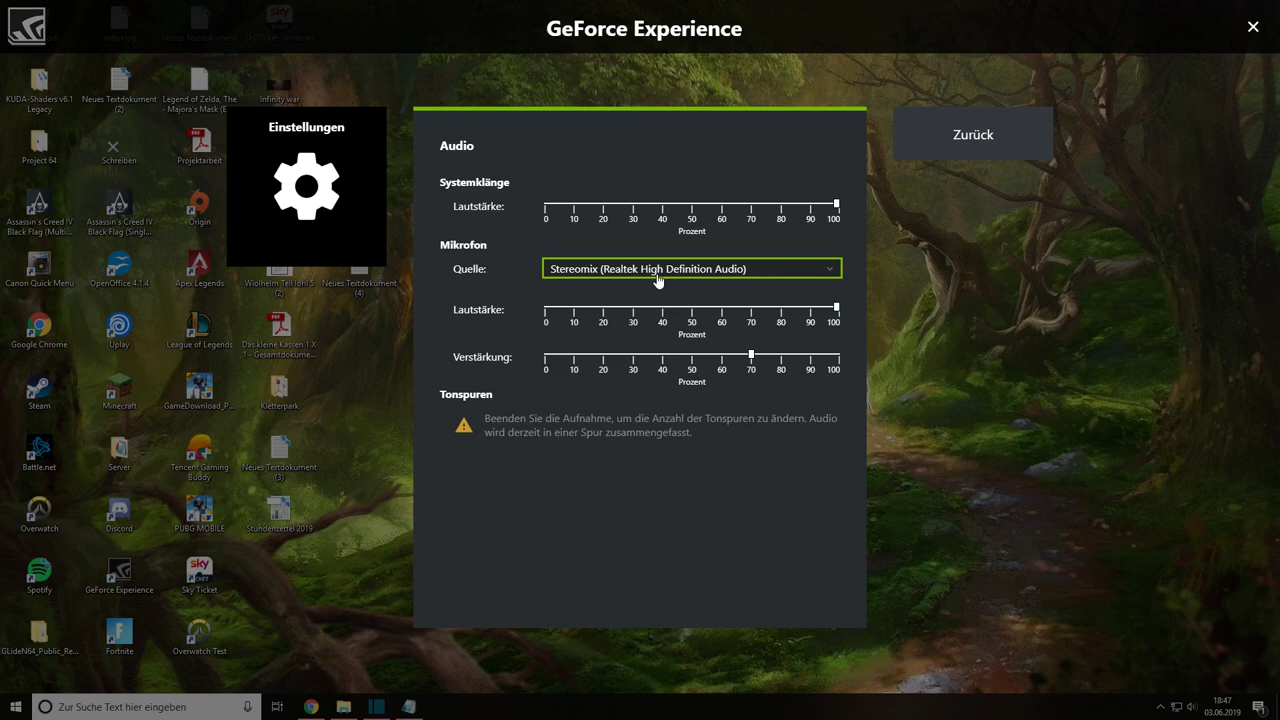 GeForce Experience
Neues Textdokument
KUDA-Shaders v6.1
Legacy
Neues Textdokument
(2)
Legend of Zelda, The
- Majora's Mask (E
Infinity war
Einstellungen
Zurück
Project 64
Schreiben
Projektarbeit
Audio
Systemklänge
Lautstärke:
0 10 20 30 40 50 60 70 80 90 100
Prozent
Assassin's Creed IV
Black Flag (Multi...
Assassin's Creed IV
Black Flag (Singl...
Origin
Mikrofon
Quelle:
Stereomix (Realtek High Definition Audio)
Canon Quick Menu
OpenOffice 4.1.4
Apex Legends
(2)
Neues Textdokument
(4)
Lautstärke:
0 10 20 30 40 50 60 70 80 90 100
Prozent
Google Chrome
Uplay
League of Legends
Das kleine Kassen 1 X
1 - Gesamtdokume...
Verstärkung:
0 10 20 30 40 50 60 70 80 90 100
Prozent
Tonspuren
Beenden Sie die Aufnahme, um die Anzahl der Tonspuren zu ändern. Audio
wird derzeit in einer Spur zusammengefasst.
Steam
Minecraft
GameDownload_P...
Kletterpark
Battle.net
Server
Tencent Gaming
Buddy
Neues Textdokument
(3)
Overwatch
Discord
PUBG MOBILE
Stundenzettel 2019
Spotify
GeForce Experience
sky
Sky Ticket
GLideN64_Public_Re...
Fortnite
Overwatch Test
Zur Suche Text hier eingeben
18:47
03.06.2019
1